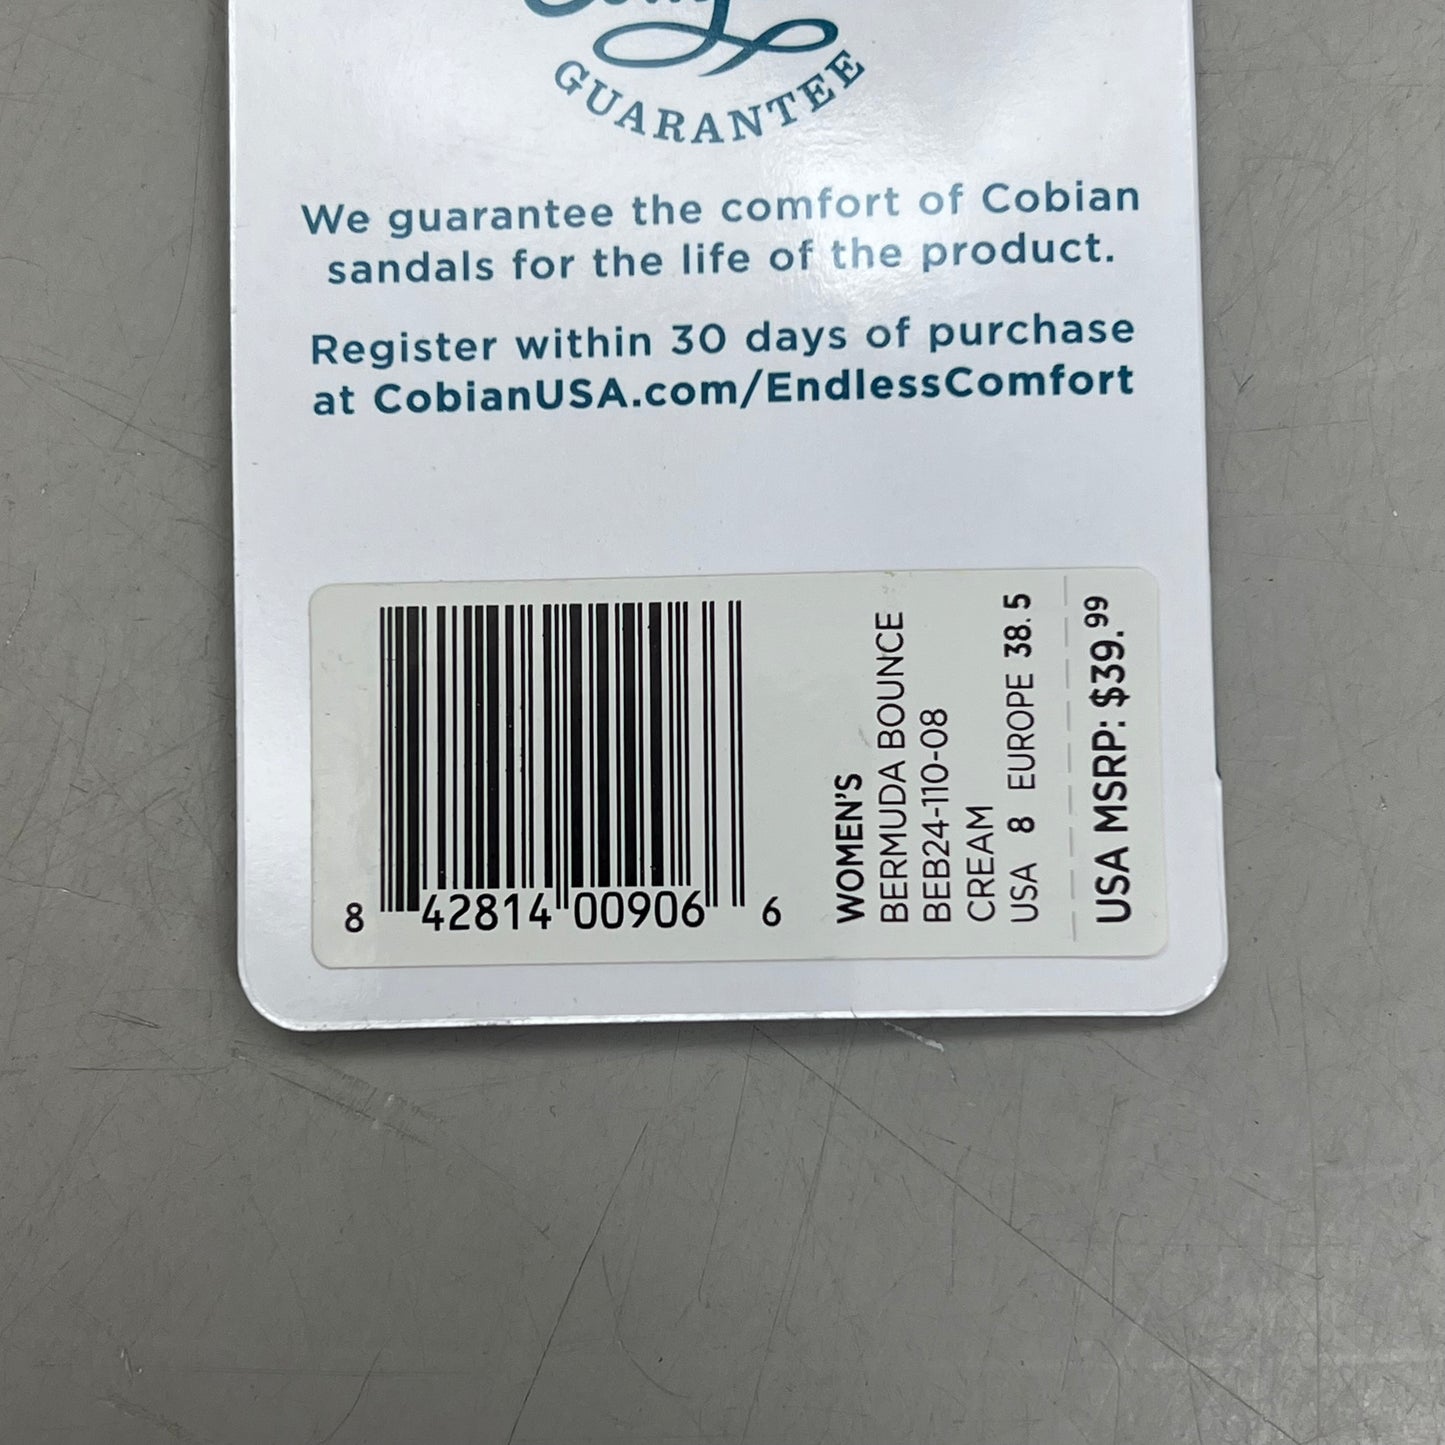 GUARANTEE
We guarantee the comfort of Cobian
sandals for the life of the product.
Register within 30 days of purchase
at CobianUSA.com/EndlessComfort
8 42814 00906 6
WOMEN'S
BERMUDA BOUNCE
BEB24-110-08
CREAM
USA 8 EUROPE 38.5
USA MSRP: $39.99